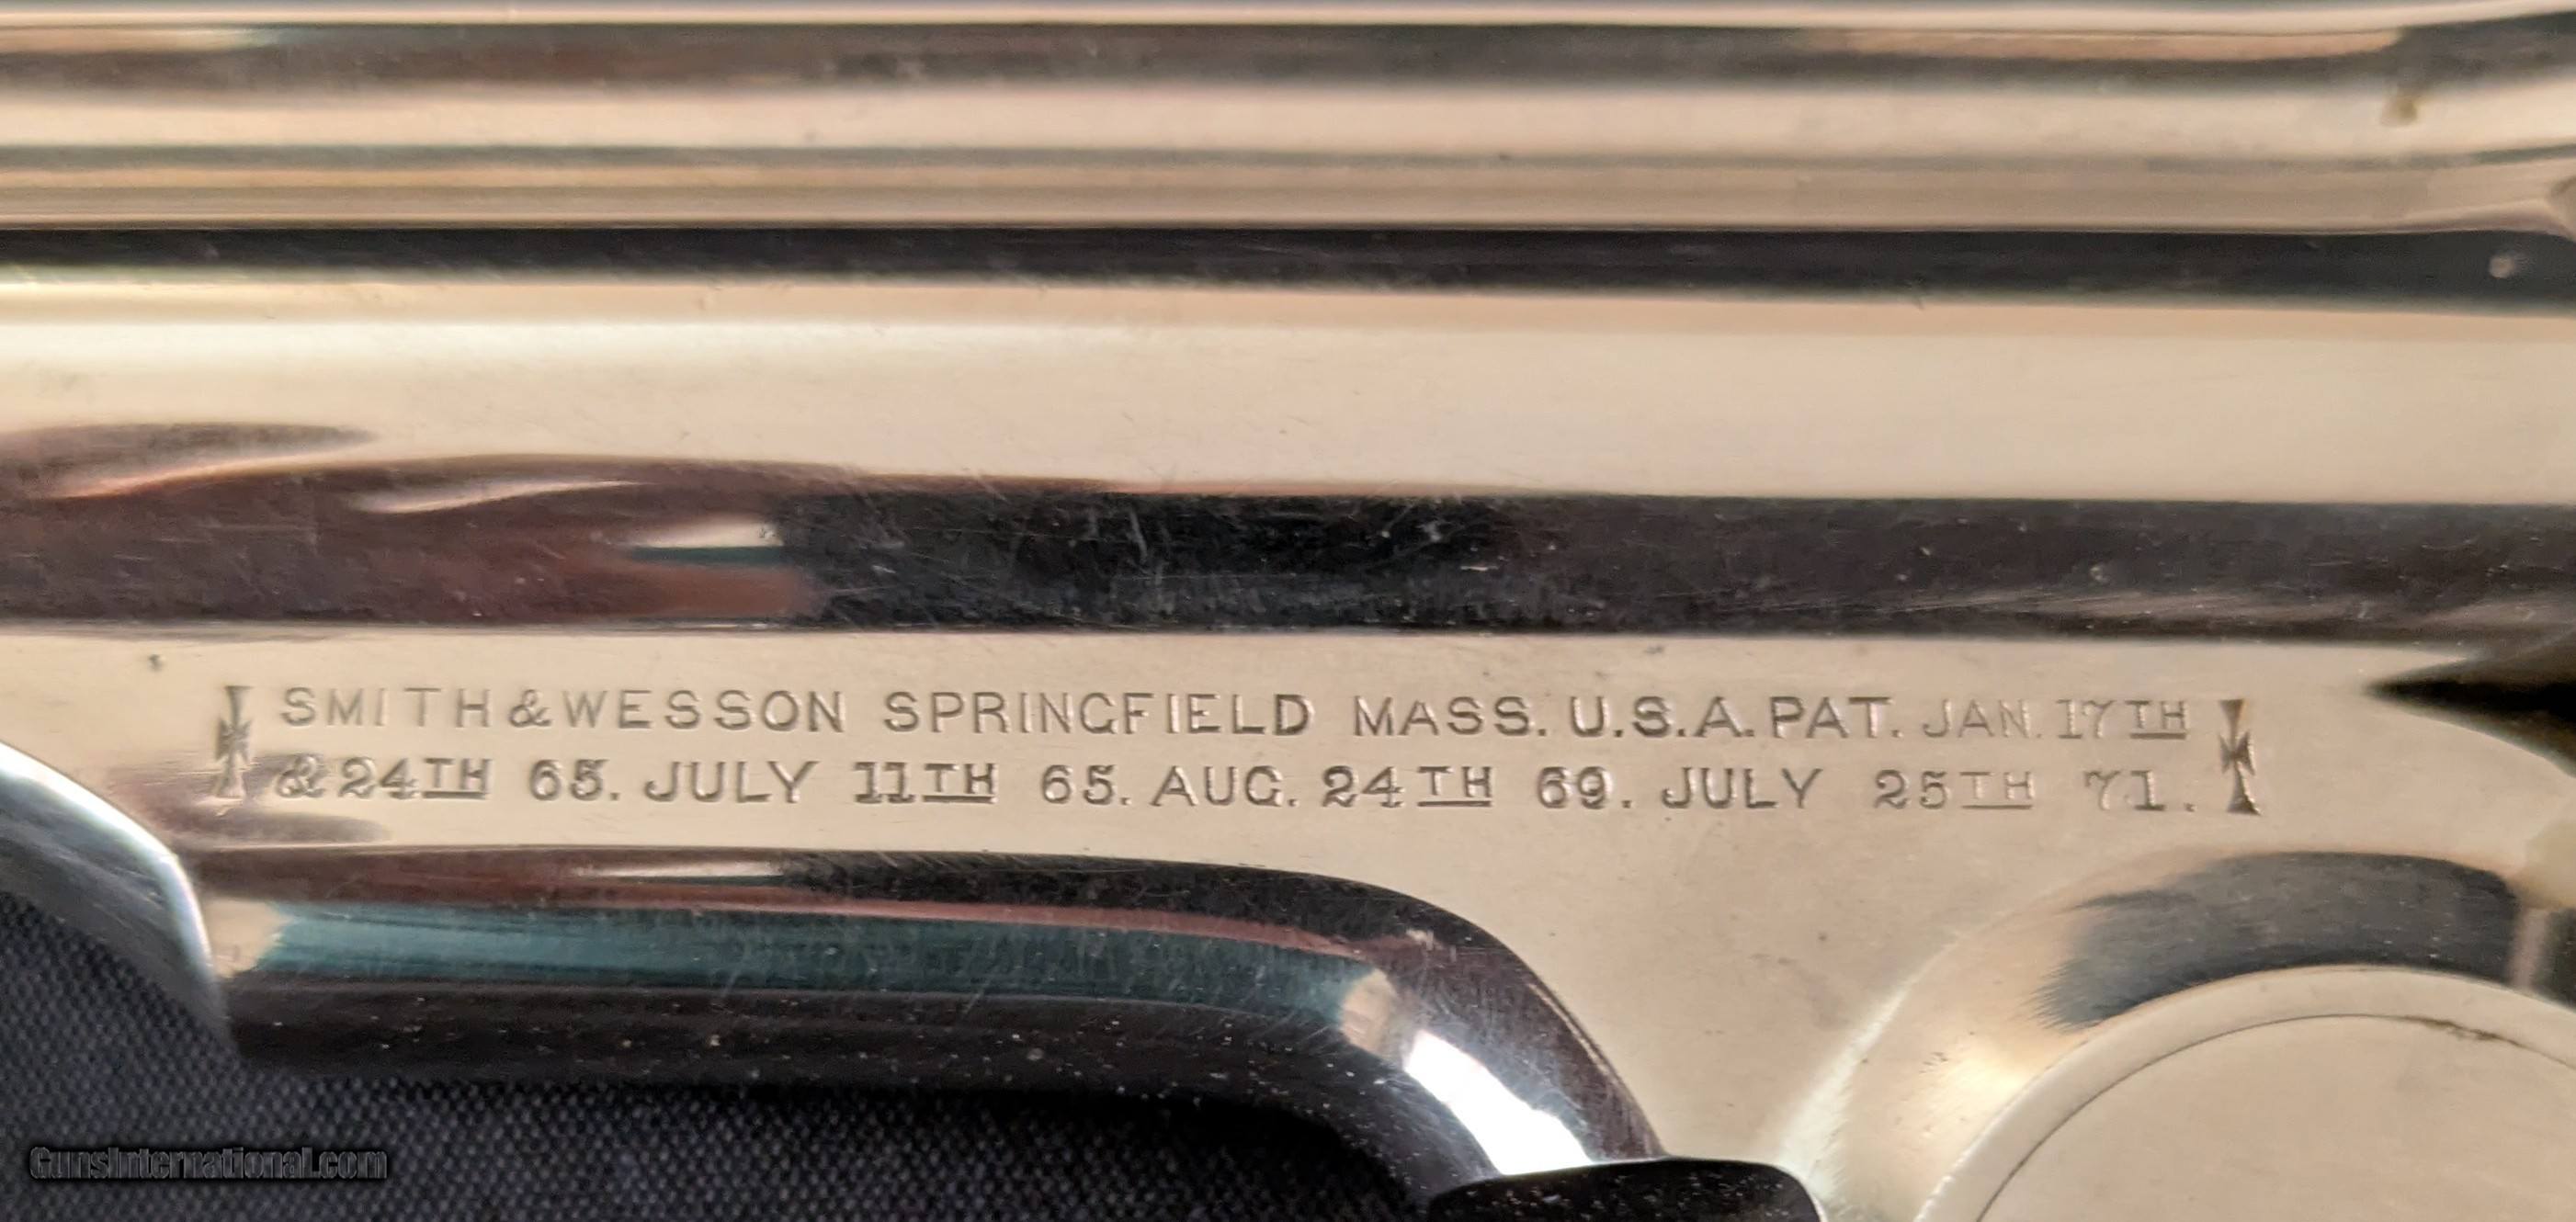 SMITH & WESSON SPRINGFIELD MASS. U.S.A. PAT. JAN. 17TH
& 24TH 65. JULY 11TH 65. AUG. 24TH 69. JULY 25TH 71.
GunsInternational.com